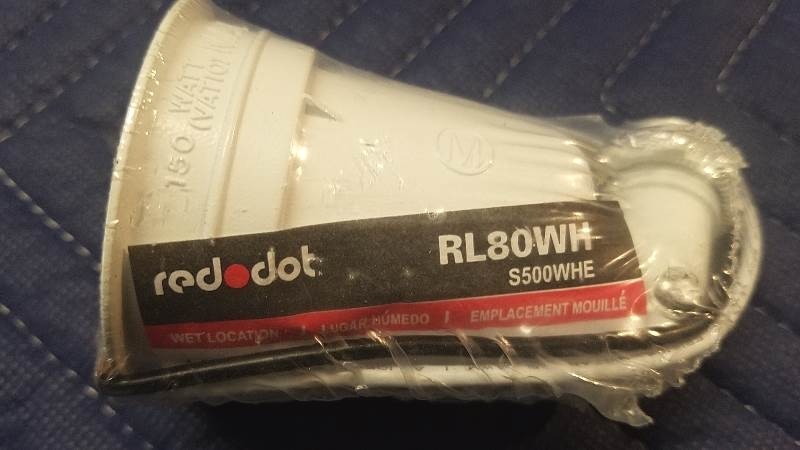 150 WATT
red•dot
RL80WH
S500WHE
WET LOCATION | LUGAR HÚMEDO | EMPLACEMENT MOUILLÉ
M